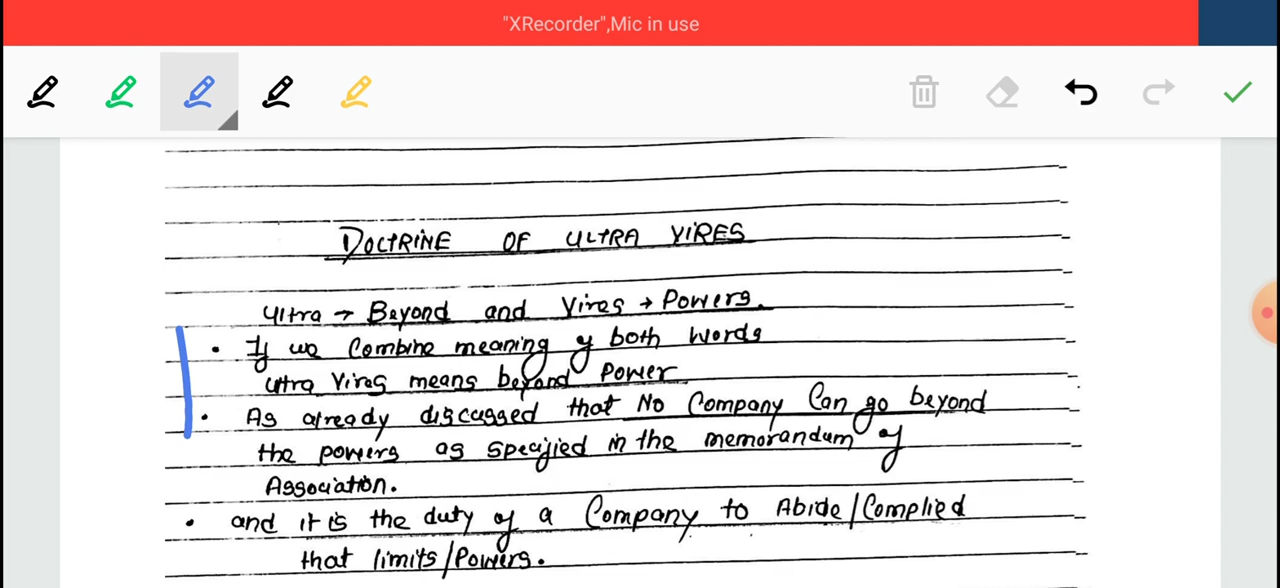 "XRecorder",Mic in use
DOCTRINE OF ULTRA VIRES
Ultra → Beyond and Vires → Powers.
• If we Combine meaning of both Words
Ultra Vires means beyond Power
• As already discussed that No Company Can go beyond
the powers as specified in the memorandum of
Association.
• and it is the duty of a Company to Abide/Complied
that limits/Powers.